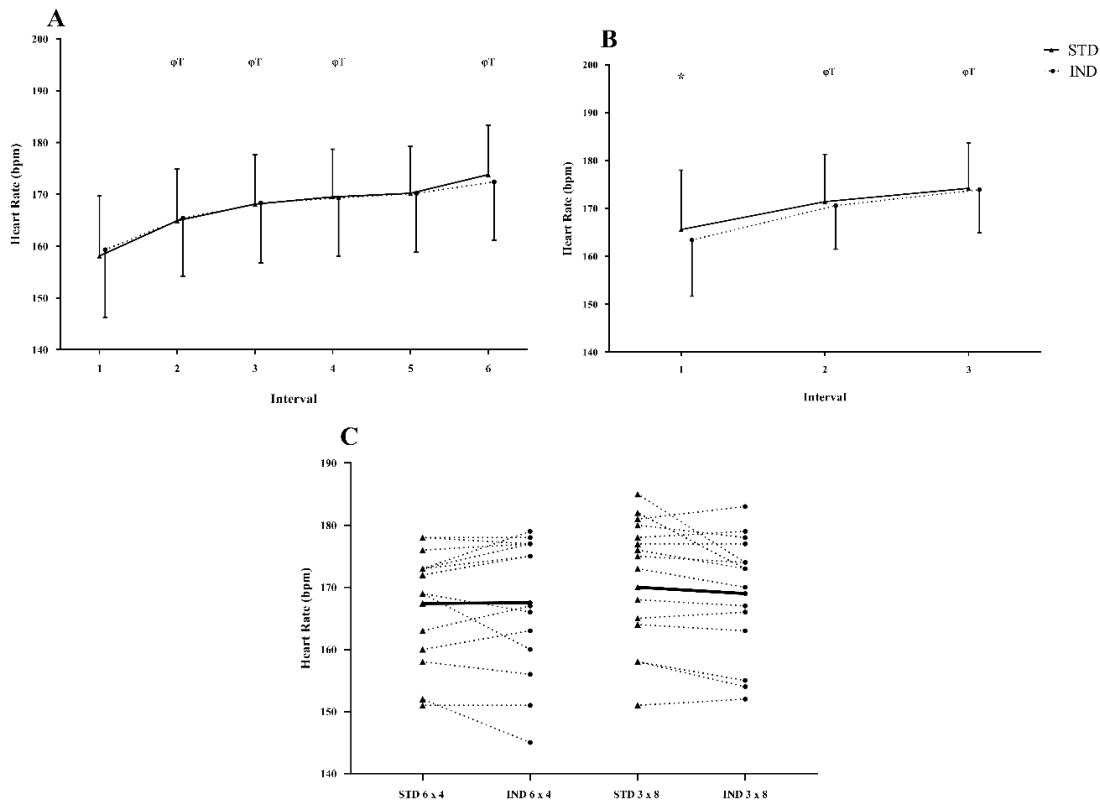 A
200
190
180
170
160
150
140
Heart Rate (bpm)
φT φT φT φT
1 2 3 4 5 6
Interval
B
200
190
180
170
160
150
140
Heart Rate (bpm)
* φT φT
1 2 3
Interval
STD
IND
C
190
180
170
160
150
140
Heart Rate (bpm)
STD 6 x 4 IND 6 x 4 STD 3 x 8 IND 3 x 8